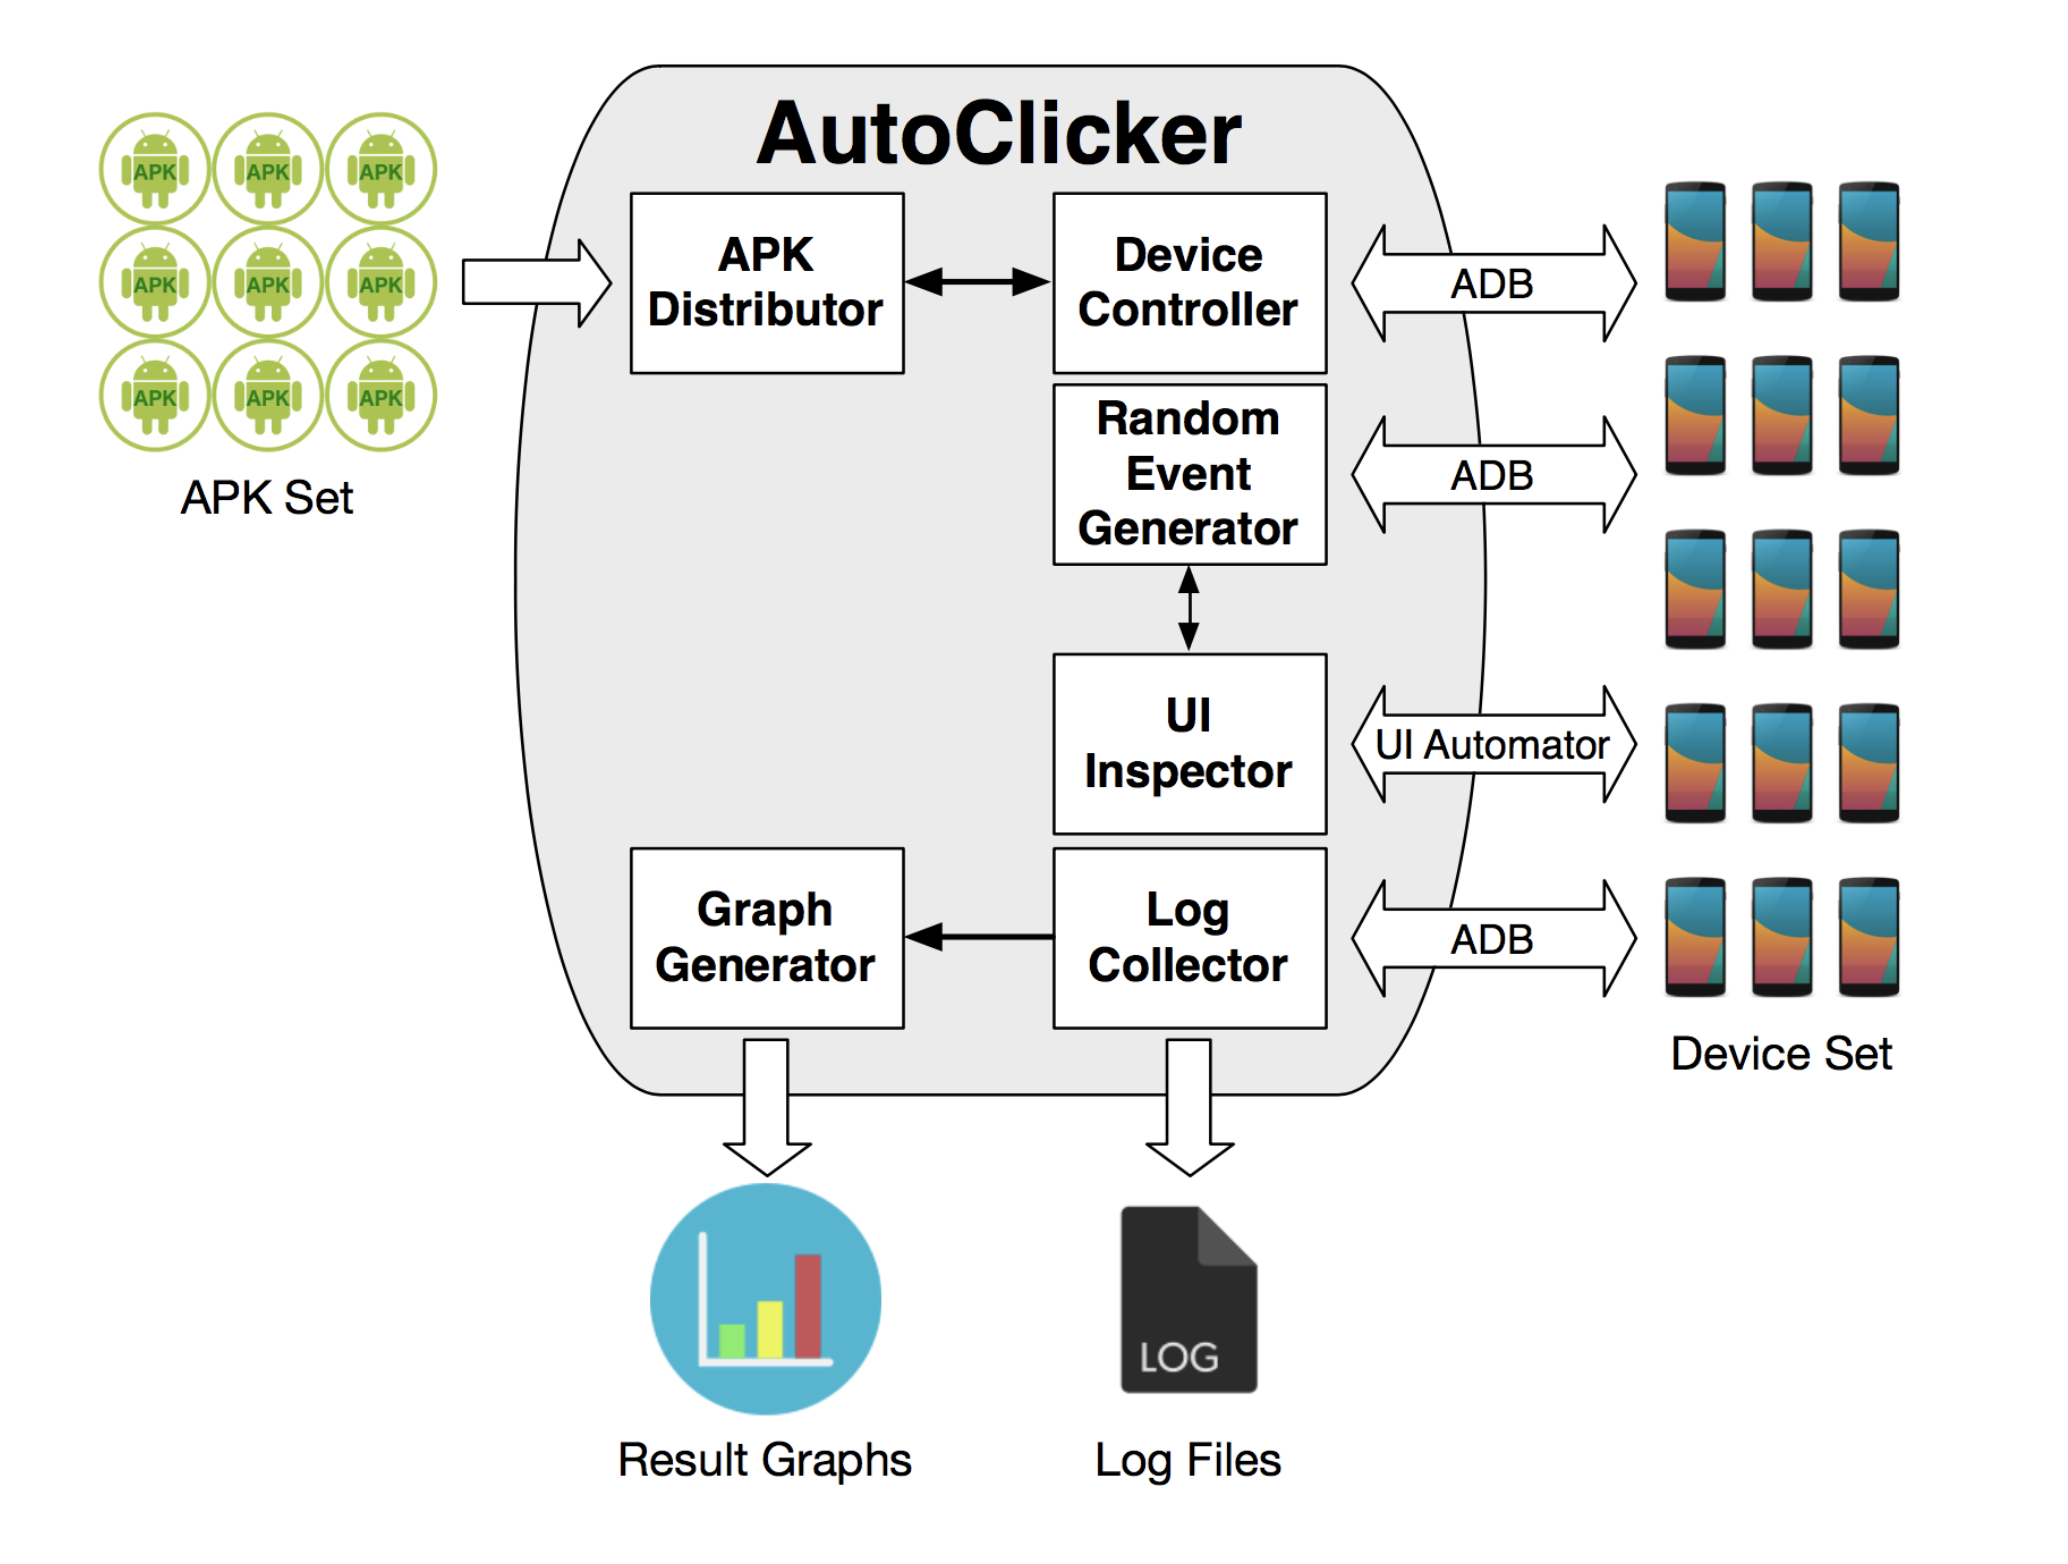 AutoClicker
APK
APK
APK
APK
APK
APK
APK
APK
APK
APK Set
APK
Distributor
Device
Controller
ADB
Random
Event
Generator
ADB
UI
Inspector
UI Automator
Graph
Generator
Log
Collector
ADB
Device Set
LOG
Result Graphs
Log Files